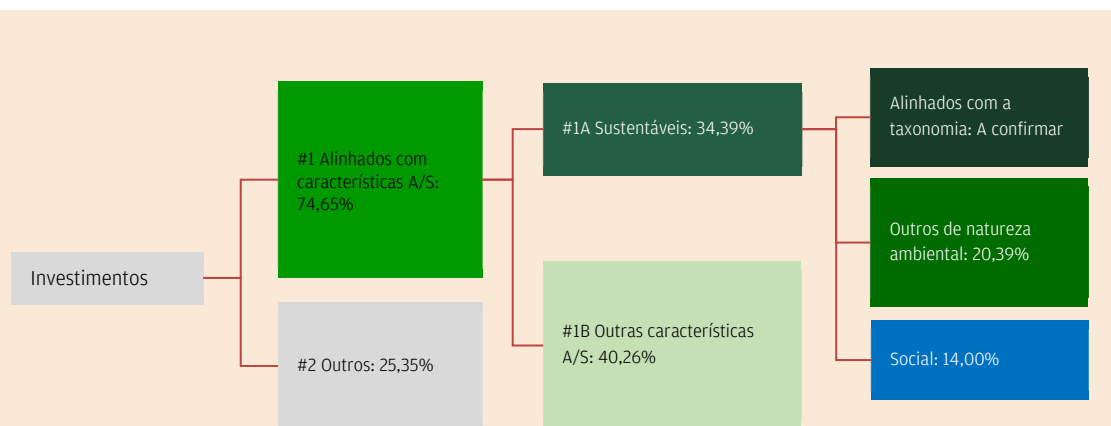 Investimentos
#1 Alinhados com
características A/S:
74,65%
#2 Outros: 25,35%
#1A Sustentáveis: 34,39%
#1B Outras características
A/S: 40,26%
Alinhados com a
taxonomia: A confirmar
Outros de natureza
ambiental: 20,39%
Social: 14,00%